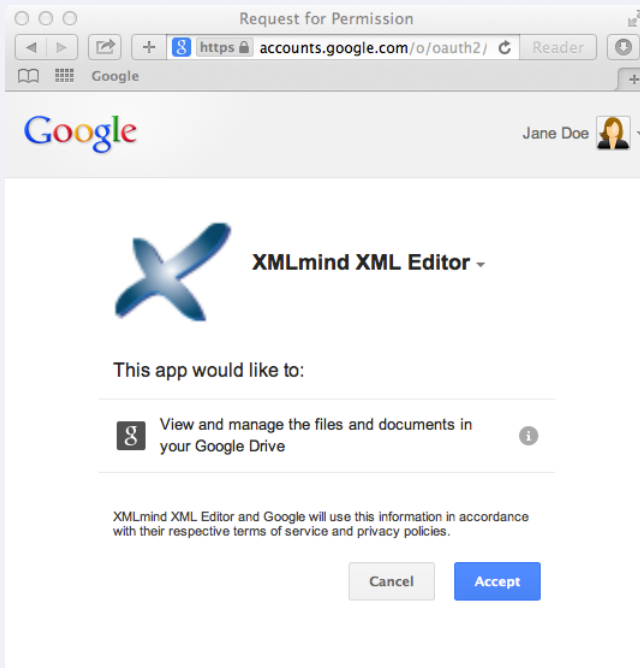 Request for Permission
https accounts.google.com/o/oauth2/ Reader
Google
Google
Jane Doe
XMLmind XML Editor
This app would like to:
g
View and manage the files and documents in
your Google Drive
i
XMLmind XML Editor and Google will use this information in accordance
with their respective terms of service and privacy policies.
Cancel Accept